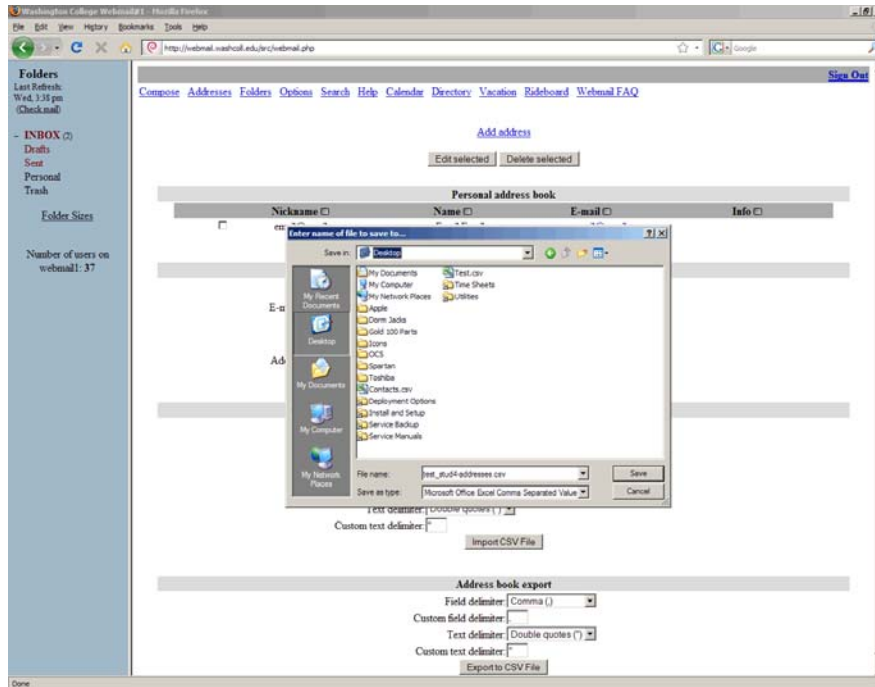 Washington College Webmail#1 - Mozilla Firefox
File Edit View History Bookmarks Tools Help
http://webmail.washcoll.edu/src/webmail.php
Google
Folders
Last Refresh:
Wed, 3:38 pm
(Check mail)
- INBOX (2)
Drafts
Sent
Personal
Trash
Folder Sizes
Number of users on
webmail1: 37
Sign Out
Compose Addresses Folders Options Search Help Calendar Directory Vacation Rideboard Webmail FAQ
Add address
Edit selected Delete selected
Personal address book
Nickname Name E-mail Info
Enter name of file to save to...
Save in: Desktop
My Recent
Documents
Desktop
My Documents
My Computer
My Network
Places
My Documents
My Computer
My Network Places
Apple
Dorm Jacks
Gold 100 Parts
Icons
OCS
Spartan
Toshiba
Contacts.csv
Deployment Options
Install and Setup
Service Backup
Service Manuals
Test.csv
Time Sheets
Utilities
File name: test_stud4-addresses.csv Save
Save as type: Microsoft Office Excel Comma Separated Value Cancel
E-m
Ad
Text delimiter: Double quotes (")
Custom text delimiter: "
Import CSV File
Address book export
Field delimiter: Comma (,)
Custom field delimiter: ,
Text delimiter: Double quotes (")
Custom text delimiter: "
Export to CSV File
Done